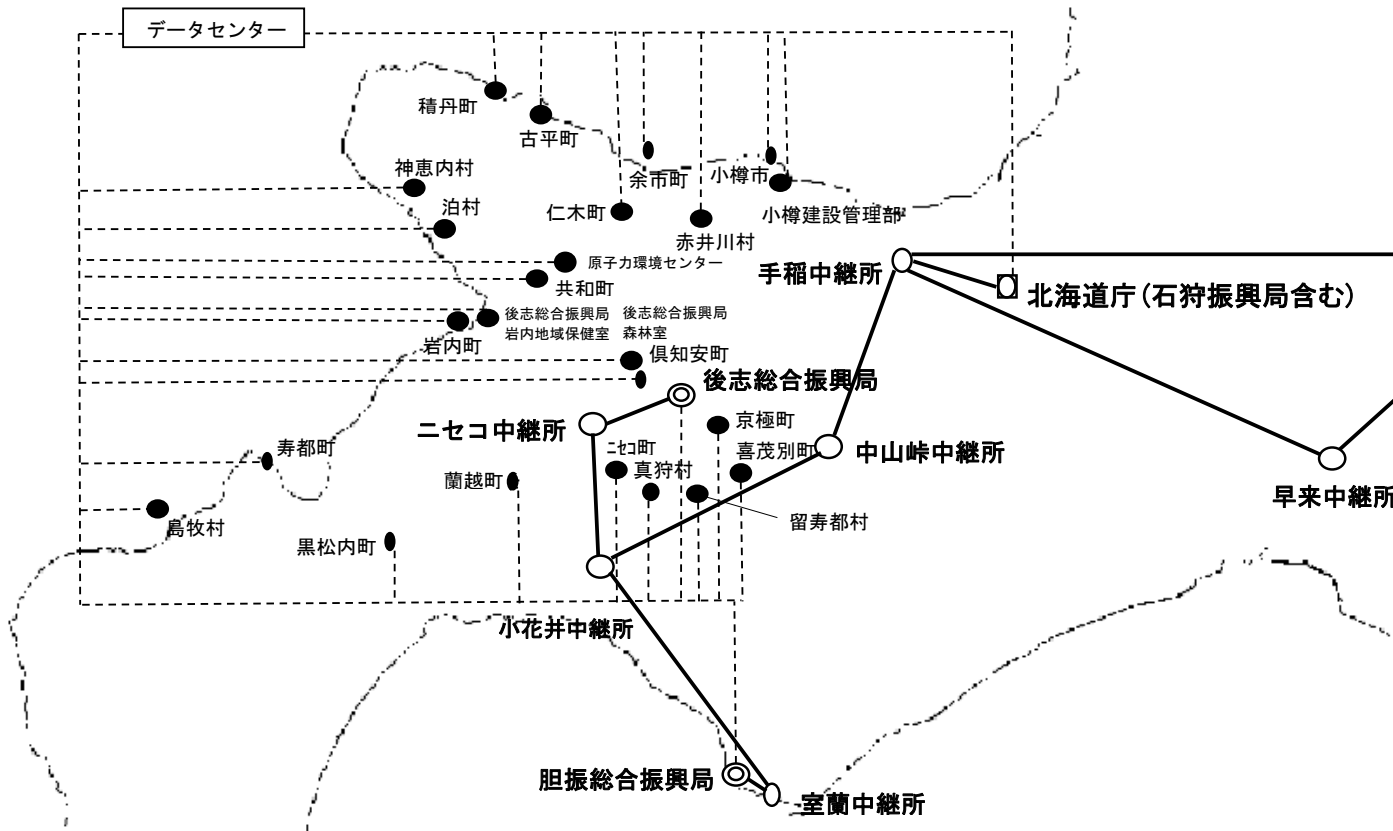 データセンター
積丹町
古平町
神恵内村
余市町
小樽市
泊村
仁木町
小樽建設管理部
赤井川村
原子力環境センター
手稲中継所
共和町
北海道庁(石狩振興局含む)
後志総合振興局
岩内地域保健室
後志総合振興局
森林室
岩内町
倶知安町
後志総合振興局
京極町
ニセコ中継所
ニセコ町
喜茂別町
中山峠中継所
寿都町
真狩村
蘭越町
早来中継所
島牧村
留寿都村
黒松内町
小花井中継所
胆振総合振興局
室蘭中継所